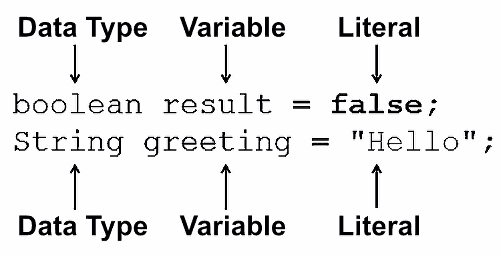 Data Type Variable Literal
boolean result = false;
String greeting = "Hello";
Data Type Variable Literal